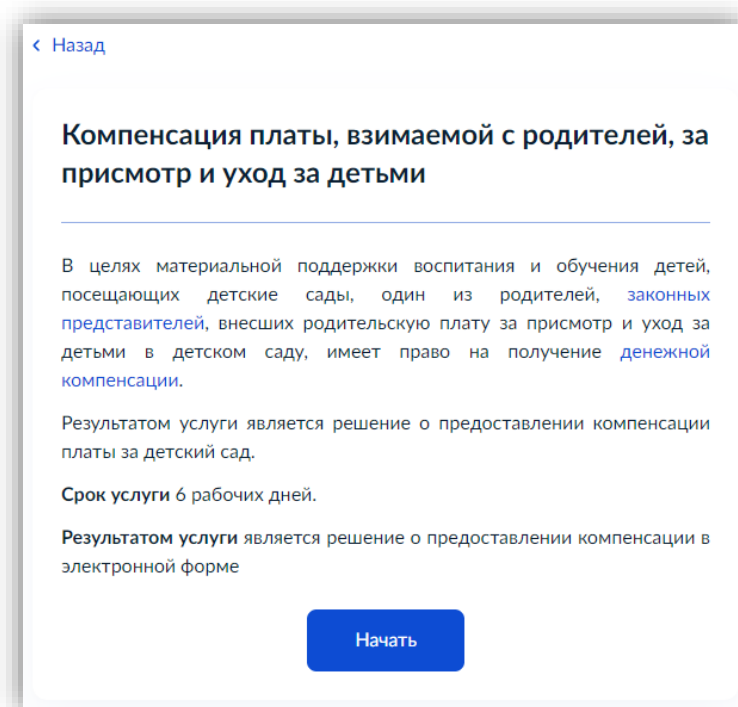 Назад
Компенсация платы, взимаемой с родителей, за
присмотр и уход за детьми
В целях материальной поддержки воспитания и обучения детей,
посещающих детские сады, один из родителей, законных
представителей, внесших родительскую плату за присмотр и уход за
детьми в детском саду, имеет право на получение денежной
компенсации.
Результатом услуги является решение о предоставлении компенсации
платы за детский сад.
Срок услуги 6 рабочих дней.
Результатом услуги является решение о предоставлении компенсации в
электронной форме
Начать